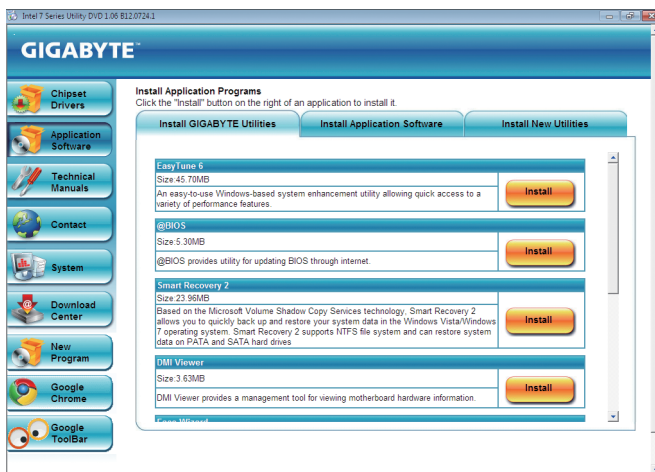 Intel 7 Series Utility DVD 1.06 B12.0724.1
GIGABYTE™
Chipset
Drivers
Application
Software
Technical
Manuals
Contact
System
Download
Center
New
Program
Google
Chrome
Google
ToolBar
Install Application Programs
Click the "Install" button on the right of an application to install it.
Install GIGABYTE Utilities
Install Application Software
Install New Utilities
EasyTune 6
Size:45.70MB
An easy-to-use Windows-based system enhancement utility allowing quick access to a
variety of performance features.
Install
@BIOS
Size:5.30MB
@BIOS provides utility for updating BIOS through internet.
Install
Smart Recovery 2
Size:23.96MB
Based on the Microsoft Volume Shadow Copy Services technology, Smart Recovery 2
allows you to quickly back up and restore your system data in the Windows Vista/Windows
7 operating system. Smart Recovery 2 supports NTFS file system and can restore system
data on PATA and SATA hard drives
Install
DMI Viewer
Size:3.63MB
DMI Viewer provides a management tool for viewing motherboard hardware information.
Install